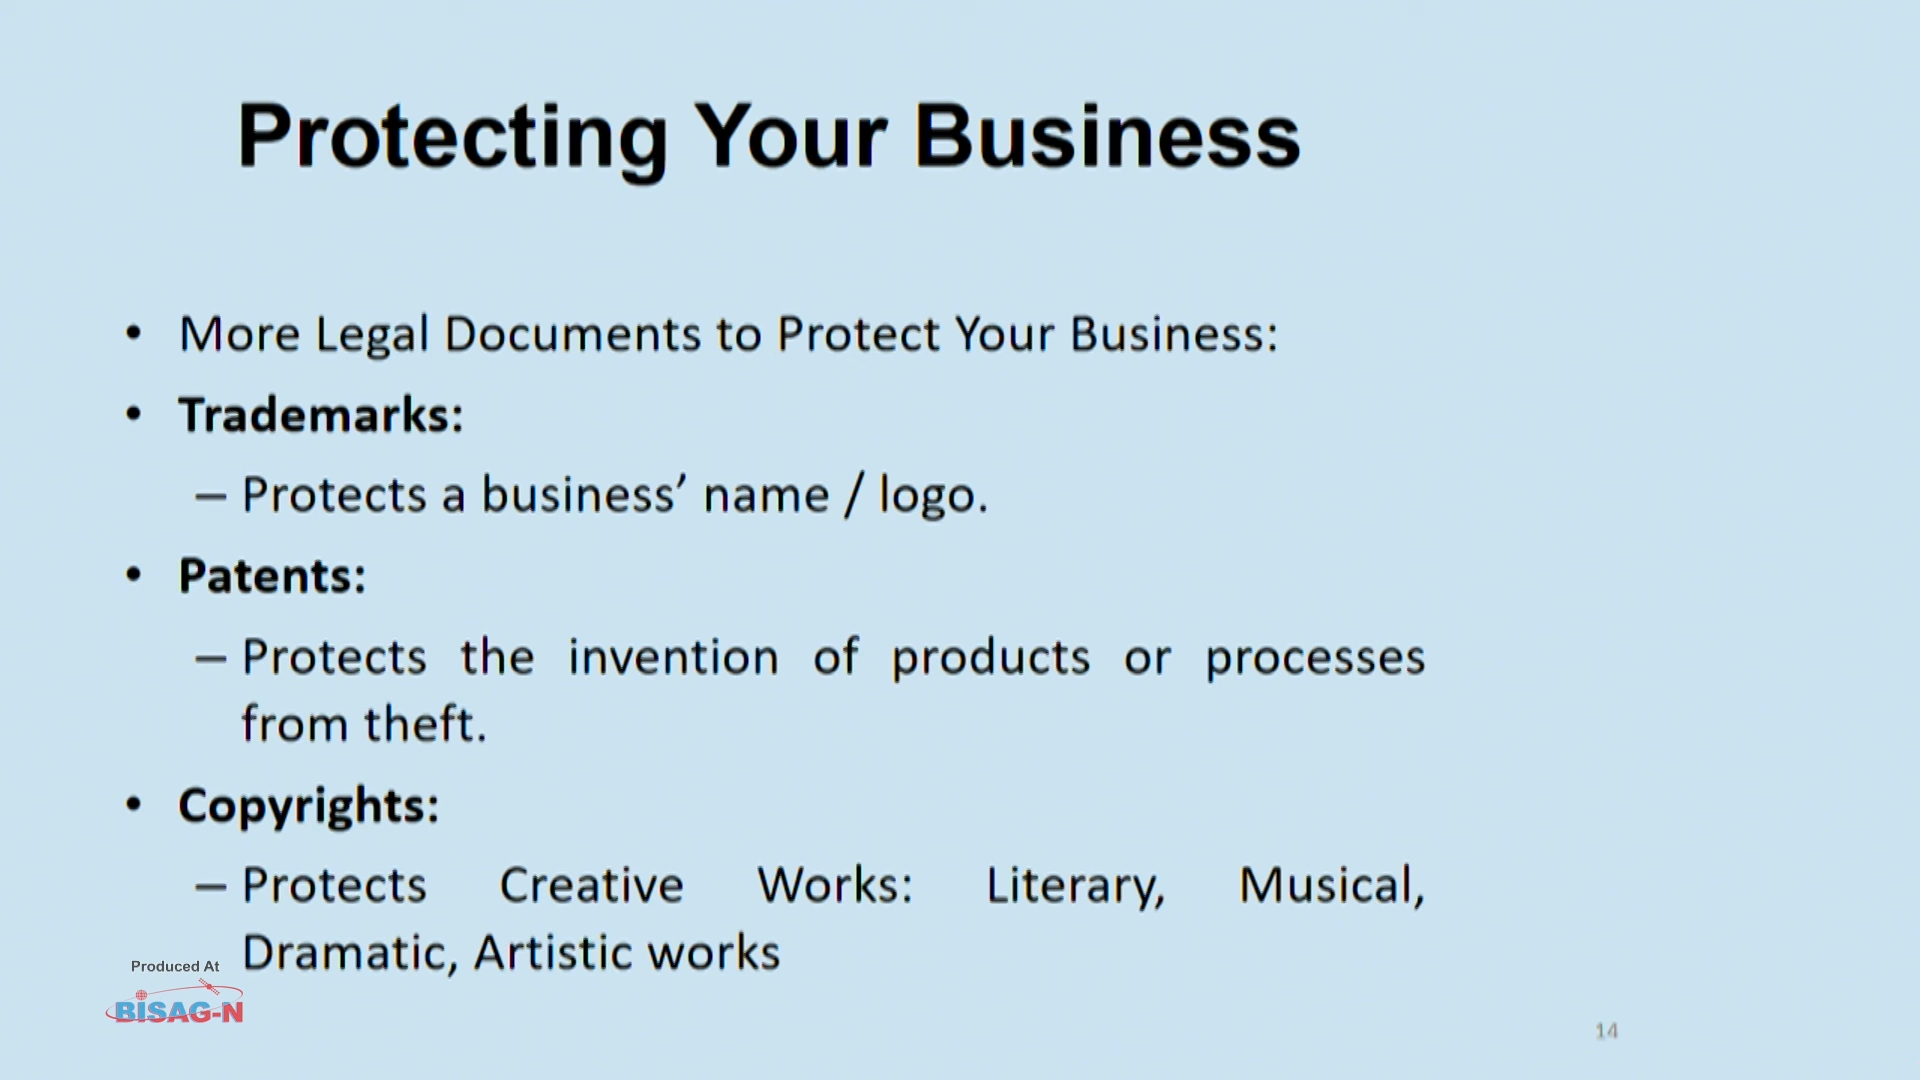 Protecting Your Business
• More Legal Documents to Protect Your Business:
• Trademarks:
– Protects a business’ name / logo.
• Patents:
– Protects the invention of products or processes
from theft.
• Copyrights:
– Protects Creative Works: Literary, Musical,
Dramatic, Artistic works
Produced At
BISAG-N
14